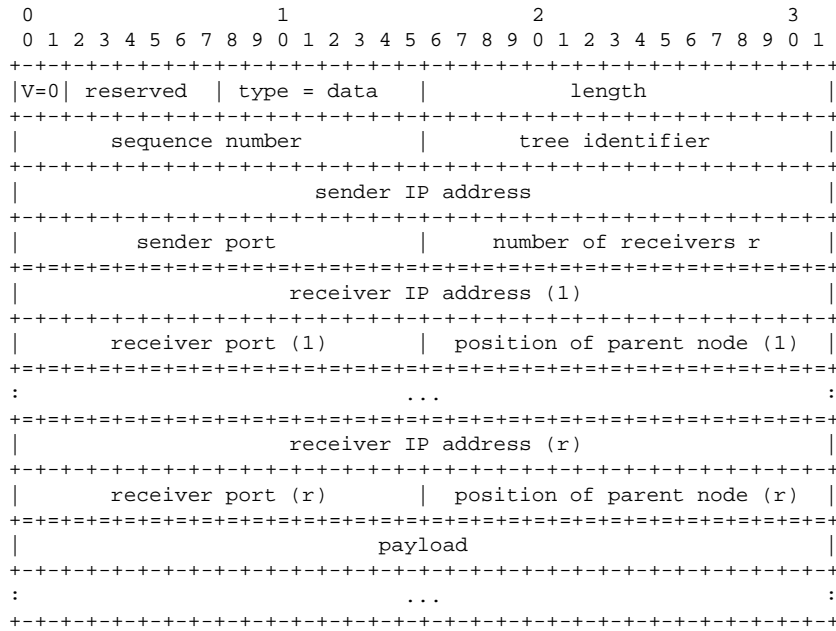 0 1 2 3
0 1 2 3 4 5 6 7 8 9 0 1 2 3 4 5 6 7 8 9 0 1 2 3 4 5 6 7 8 9 0 1
+-+-+-+-+-+-+-+-+-+-+-+-+-+-+-+-+-+-+-+-+-+-+-+-+-+-+-+-+-+-+-+-+
|V=0| reserved | type = data | length |
+-+-+-+-+-+-+-+-+-+-+-+-+-+-+-+-+-+-+-+-+-+-+-+-+-+-+-+-+-+-+-+-+
| sequence number | tree identifier |
+-+-+-+-+-+-+-+-+-+-+-+-+-+-+-+-+-+-+-+-+-+-+-+-+-+-+-+-+-+-+-+-+
| sender IP address |
+-+-+-+-+-+-+-+-+-+-+-+-+-+-+-+-+-+-+-+-+-+-+-+-+-+-+-+-+-+-+-+-+
| sender port | number of receivers r |
+=+=+=+=+=+=+=+=+=+=+=+=+=+=+=+=+=+=+=+=+=+=+=+=+=+=+=+=+=+=+=+=+
| receiver IP address (1) |
+-+-+-+-+-+-+-+-+-+-+-+-+-+-+-+-+-+-+-+-+-+-+-+-+-+-+-+-+-+-+-+-+
| receiver port (1) | position of parent node (1) |
+=+=+=+=+=+=+=+=+=+=+=+=+=+=+=+=+=+=+=+=+=+=+=+=+=+=+=+=+=+=+=+=+
: ... :
+=+=+=+=+=+=+=+=+=+=+=+=+=+=+=+=+=+=+=+=+=+=+=+=+=+=+=+=+=+=+=+=+
| receiver IP address (r) |
+-+-+-+-+-+-+-+-+-+-+-+-+-+-+-+-+-+-+-+-+-+-+-+-+-+-+-+-+-+-+-+-+
| receiver port (r) | position of parent node (r) |
+=+=+=+=+=+=+=+=+=+=+=+=+=+=+=+=+=+=+=+=+=+=+=+=+=+=+=+=+=+=+=+=+
| payload |
+-+-+-+-+-+-+-+-+-+-+-+-+-+-+-+-+-+-+-+-+-+-+-+-+-+-+-+-+-+-+-+-+
: ... :
+-+-+-+-+-+-+-+-+-+-+-+-+-+-+-+-+-+-+-+-+-+-+-+-+-+-+-+-+-+-+-+-+